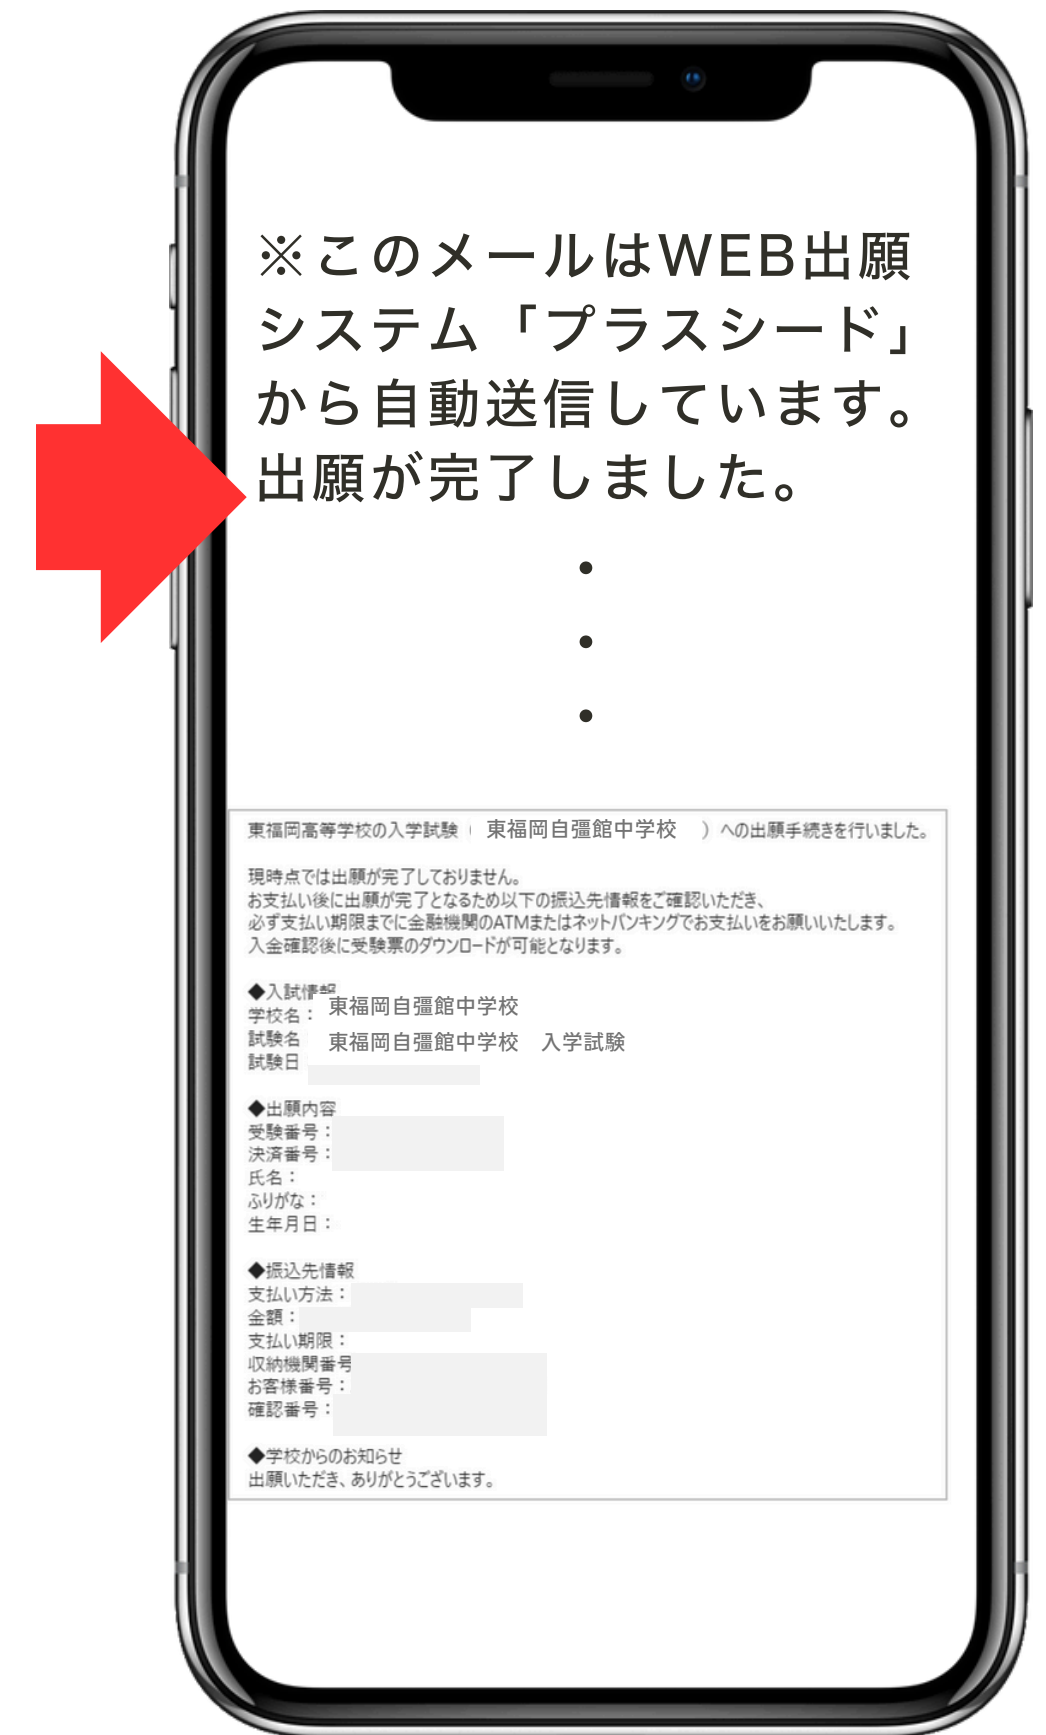 ※このメールはWEB出願
システム「プラスシード」
から自動送信しています。
出願が完了しました。
・
・
・
東福岡高等学校の入学試験（ 東福岡自彊館中学校 ）への出願手続きを行いました。
現時点では出願が完了しておりません。
お支払い後に出願が完了となるため以下の振込先情報をご確認いただき、
必ず支払い期限までに金融機関のATMまたはネットバンキングでお支払いをお願いいたします。
入金確認後に受験票のダウンロードが可能となります。
◆入試情報
学校名： 東福岡自彊館中学校
試験名 東福岡自彊館中学校　入学試験
試験日
◆出願内容
受験番号：
決済番号：
氏名：
ふりがな：
生年月日：
◆振込先情報
支払い方法：
金額：
支払い期限：
収納機関番号
お客様番号：
確認番号：
◆学校からのお知らせ
出願いただき、ありがとうございます。